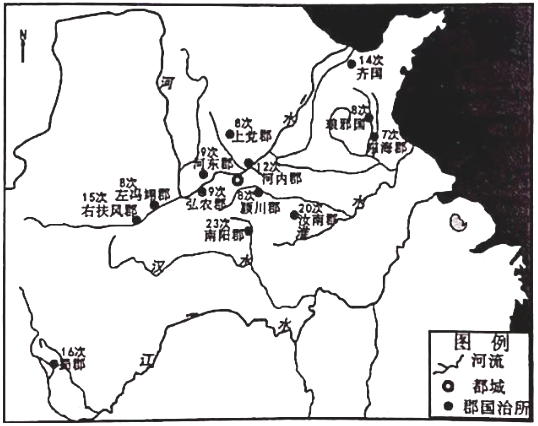 N
河
14次
齐国
8次
琅邪国
7次
东海郡
8次
上党郡
水
9次
河东郡
12次
河内郡
8次
左冯翊郡
15次
右扶风郡
9次
弘农郡
8次
颍川郡
20次
汝南郡
淮
水
23次
南阳郡
汉
水
16次
蜀郡
江
水
图 例
河流
都城
郡国治所